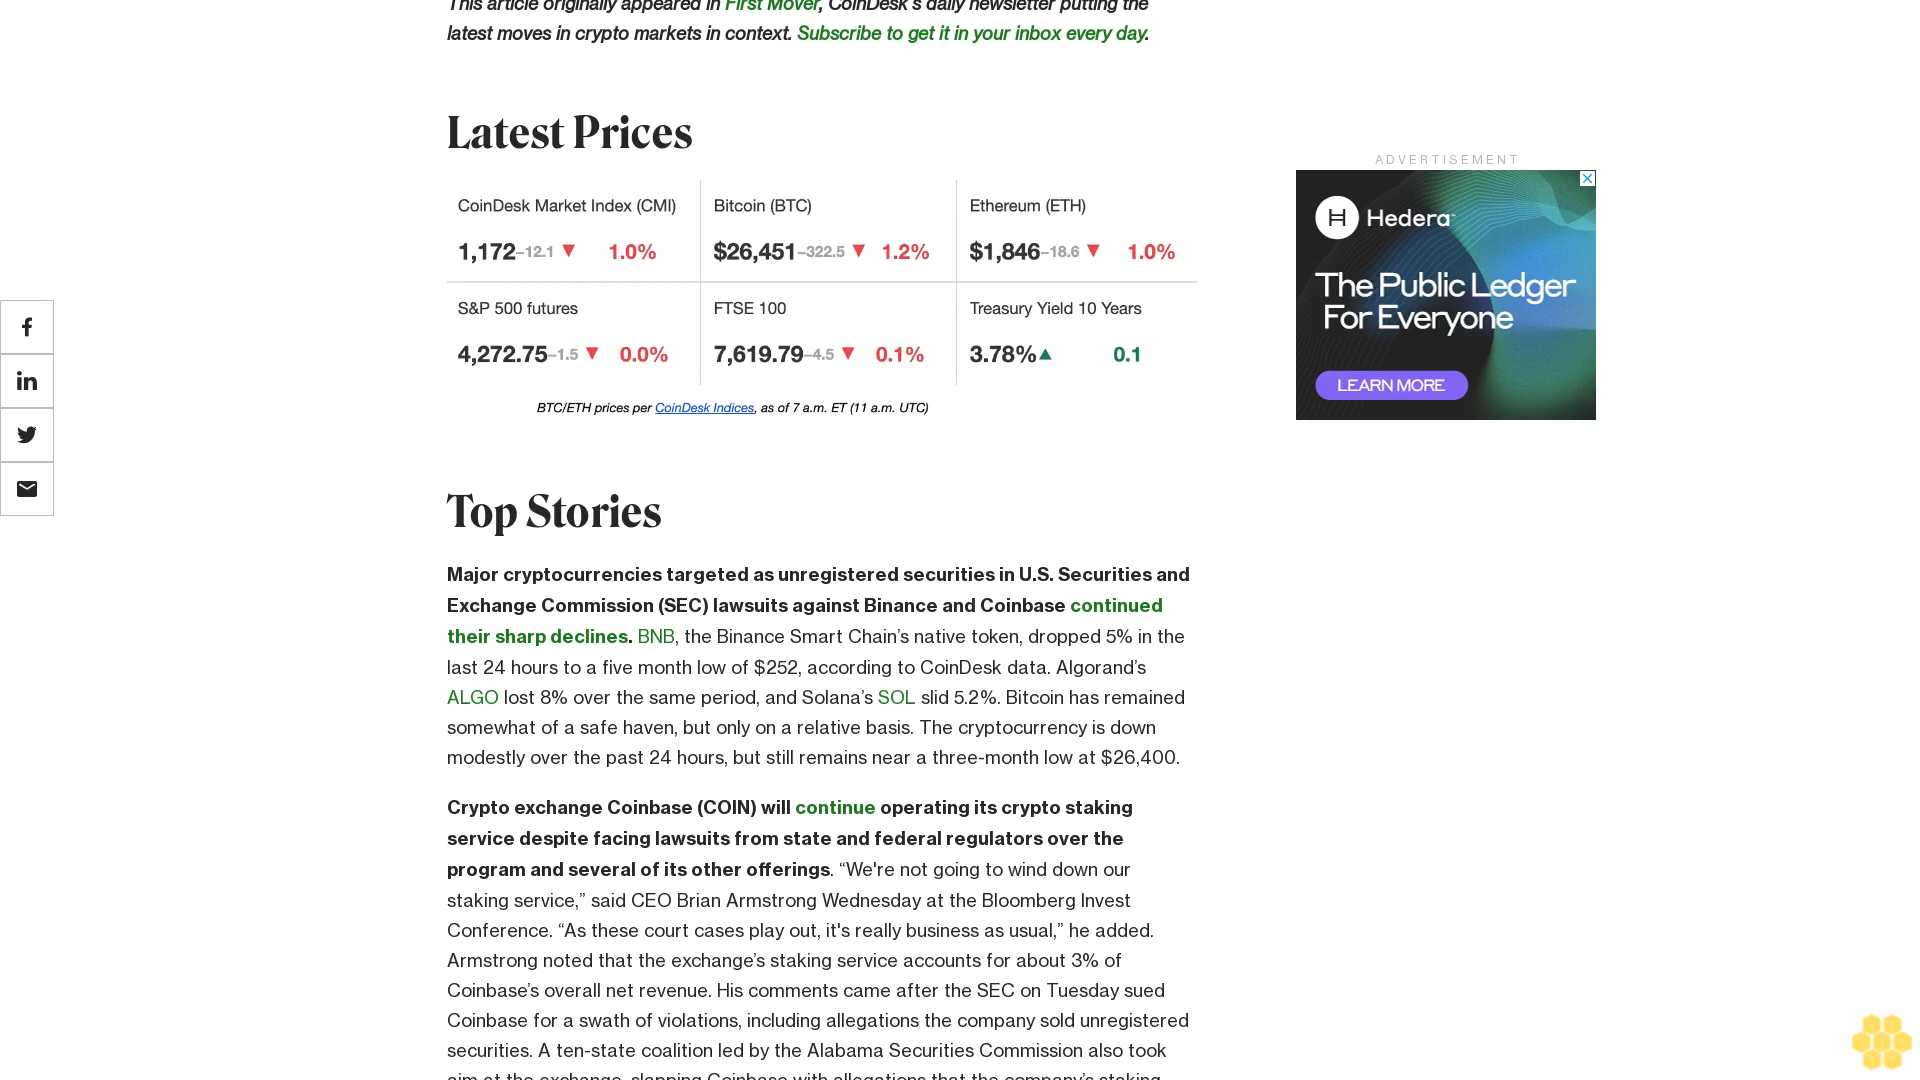 This article originally appeared in First Mover, CoinDesk's daily newsletter putting the
latest moves in crypto markets in context. Subscribe to get it in your inbox every day.
Latest Prices
CoinDesk Market Index (CMI)
1,172 −12.1 ▼ 1.0%
Bitcoin (BTC)
$26,451 −322.5 ▼ 1.2%
Ethereum (ETH)
$1,846 −18.6 ▼ 1.0%
S&P 500 futures
4,272.75 −1.5 ▼ 0.0%
FTSE 100
7,619.79 −4.5 ▼ 0.1%
Treasury Yield 10 Years
3.78% ▲ 0.1
BTC/ETH prices per CoinDesk Indices, as of 7 a.m. ET (11 a.m. UTC)
ADVERTISEMENT
H Hedera
The Public Ledger
For Everyone
LEARN MORE
Top Stories
Major cryptocurrencies targeted as unregistered securities in U.S. Securities and
Exchange Commission (SEC) lawsuits against Binance and Coinbase continued
their sharp declines. BNB, the Binance Smart Chain’s native token, dropped 5% in the
last 24 hours to a five month low of $252, according to CoinDesk data. Algorand’s
ALGO lost 8% over the same period, and Solana’s SOL slid 5.2%. Bitcoin has remained
somewhat of a safe haven, but only on a relative basis. The cryptocurrency is down
modestly over the past 24 hours, but still remains near a three-month low at $26,400.
Crypto exchange Coinbase (COIN) will continue operating its crypto staking
service despite facing lawsuits from state and federal regulators over the
program and several of its other offerings. “We're not going to wind down our
staking service,” said CEO Brian Armstrong Wednesday at the Bloomberg Invest
Conference. “As these court cases play out, it's really business as usual,” he added.
Armstrong noted that the exchange’s staking service accounts for about 3% of
Coinbase’s overall net revenue. His comments came after the SEC on Tuesday sued
Coinbase for a swath of violations, including allegations the company sold unregistered
securities. A ten-state coalition led by the Alabama Securities Commission also took
aim at the exchange, slapping Coinbase with allegations that the company’s staking